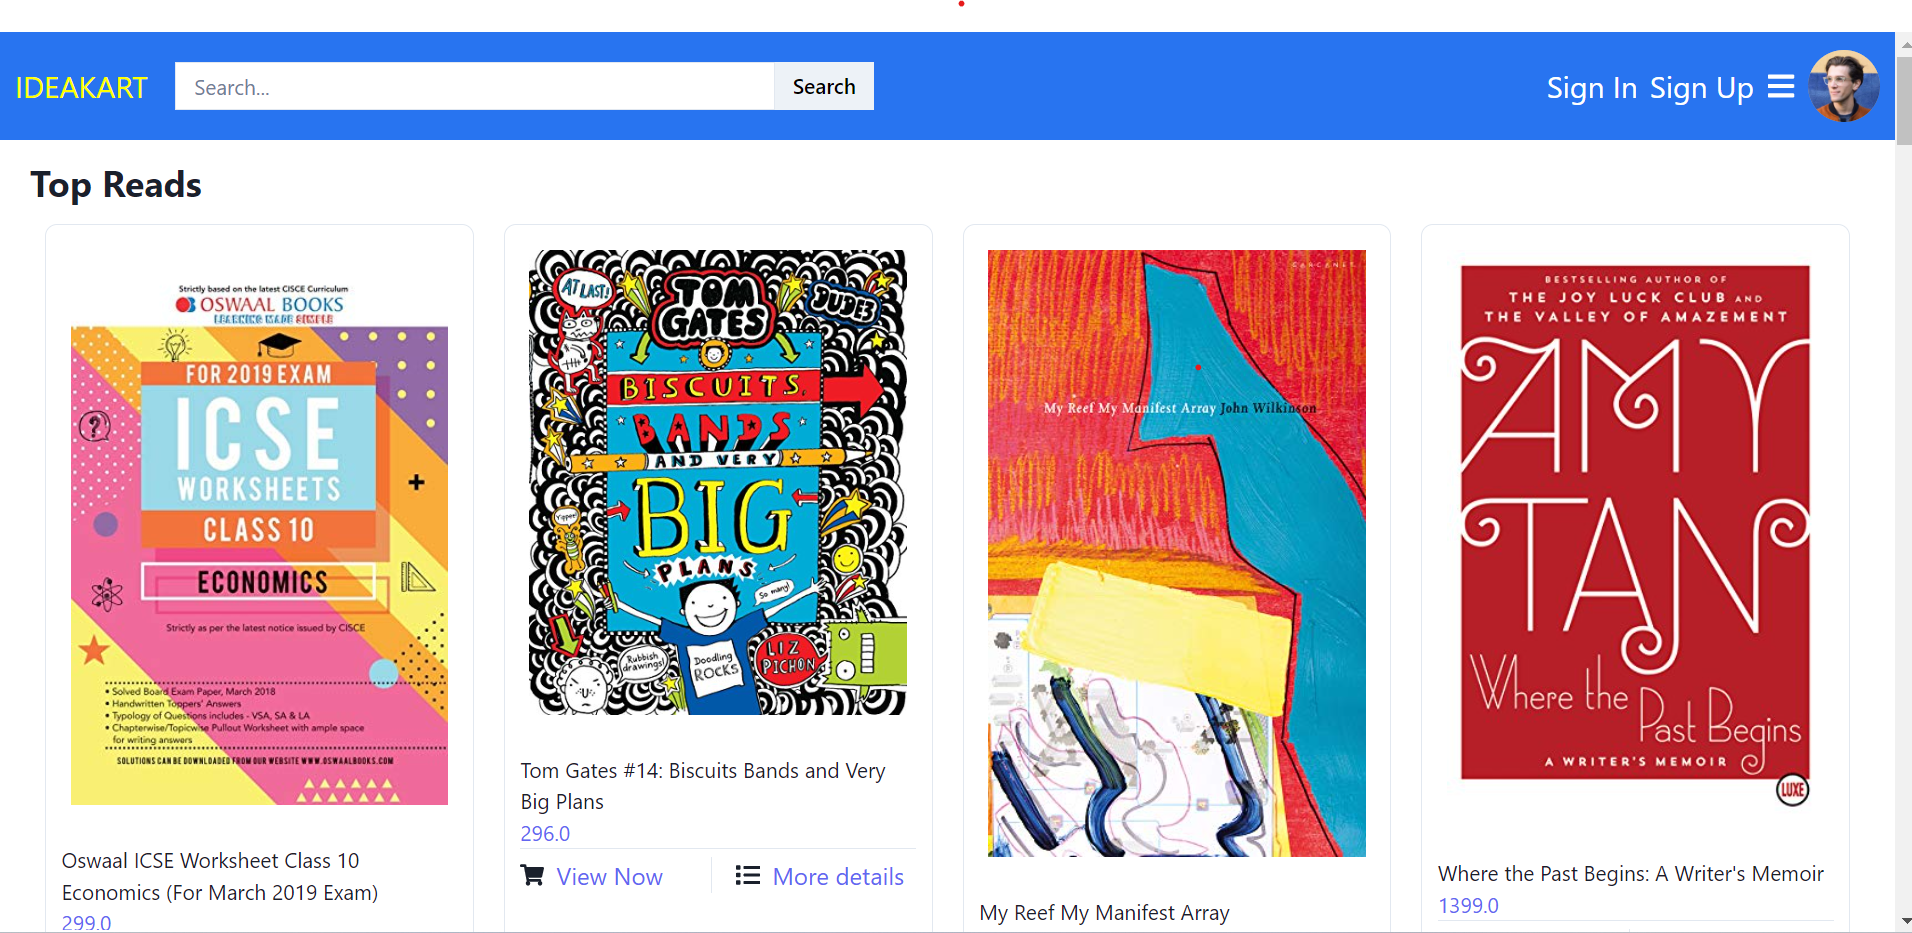 IDEAKART
Search...
Search
Sign In Sign Up
Top Reads
Strictly based on the latest CISCE Curriculum
OSWAAL BOOKS
LEARNING MADE SIMPLE
FOR 2019 EXAM
ICSE
WORKSHEETS
CLASS 10
ECONOMICS
Strictly as per the latest notice issued by CISCE
• Solved Board Exam Paper, March 2018
• Handwritten Toppers' Answers
• Typology of Questions includes - VSA, SA & LA
• Chapterwise/Topicwise Pullout Worksheet with ample space
for writing answers
SOLUTIONS CAN BE DOWNLOADED FROM OUR WEBSITE WWW.OSWAALBOOKS.COM
Oswaal ICSE Worksheet Class 10
Economics (For March 2019 Exam)
299.0
AT LAST!
TOM
GATES
DUDE3
BISCUITS,
BANDS
AND VERY
BIG
PLANS
Yippee!
So many!
Rubbish
drawings!
Doodling
ROCKS
LIZ
PICHON
Tom Gates #14: Biscuits Bands and Very
Big Plans
296.0
View Now
More details
CARCANET
My Reef My Manifest Array John Wilkinson
My Reef My Manifest Array
BESTSELLING AUTHOR OF
THE JOY LUCK CLUB AND
THE VALLEY OF AMAZEMENT
AMY
TAN
Where the
Past Begins
A WRITER'S MEMOIR
LUXE
Where the Past Begins: A Writer's Memoir
1399.0